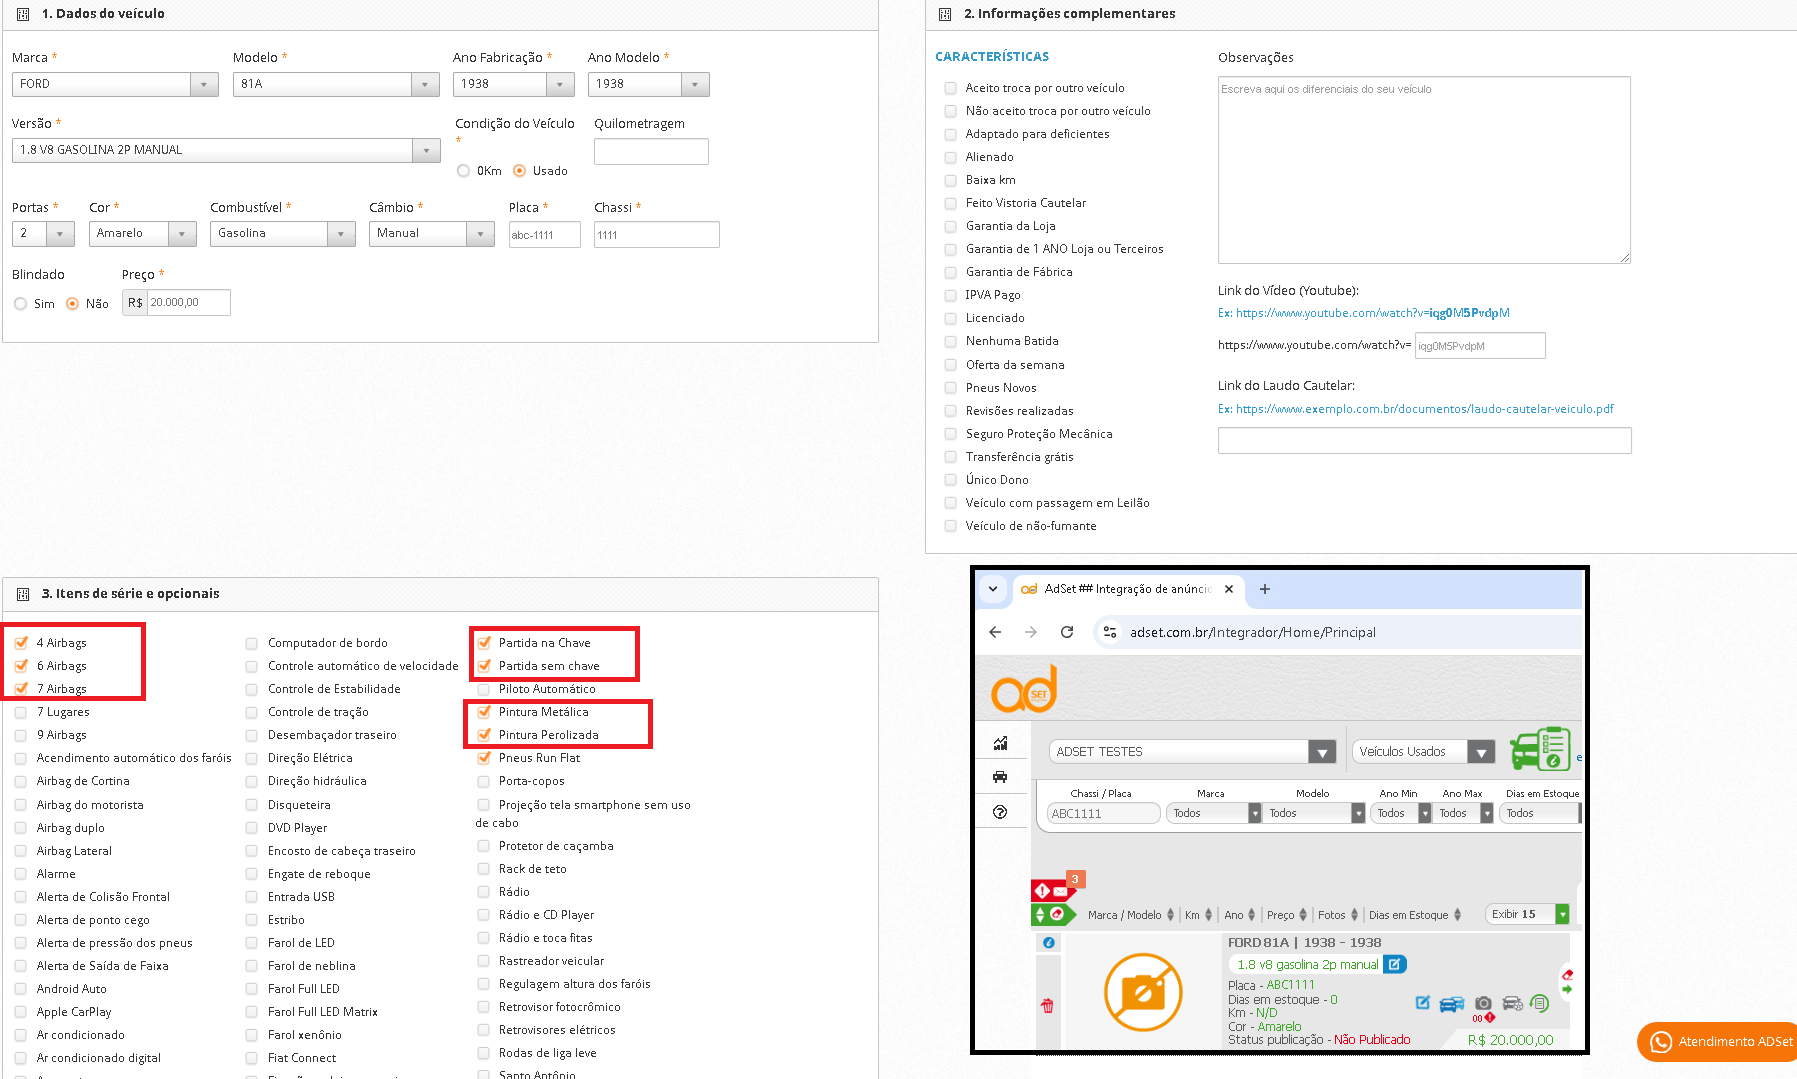 1. Dados do veículo
Marca *
Modelo *
Ano Fabricação *
Ano Modelo *
FORD
81A
1938
1938
Versão *
Condição do Veículo *
Quilometragem
1.8 V8 GASOLINA 2P MANUAL
0Km
Usado
Portas *
Cor *
Combustível *
Câmbio *
Placa *
Chassi *
2
Amarelo
Gasolina
Manual
abc-1111
1111
Blindado
Preço *
Sim
Não
R$
20.000,00
2. Informações complementares
CARACTERÍSTICAS
Aceito troca por outro veículo
Não aceito troca por outro veículo
Adaptado para deficientes
Alienado
Baixa km
Feito Vistoria Cautelar
Garantia da Loja
Garantia de 1 ANO Loja ou Terceiros
Garantia de Fábrica
IPVA Pago
Licenciado
Nenhuma Batida
Oferta da semana
Pneus Novos
Revisões realizadas
Seguro Proteção Mecânica
Transferência grátis
Único Dono
Veículo com passagem em Leilão
Veículo de não-fumante
Observações
Escreva aqui os diferenciais do seu veículo
Link do Vídeo (Youtube):
Ex: https://www.youtube.com/watch?v=iqg0M5PvdpM
https://www.youtube.com/watch?v=
iqg0M5PvdpM
Link do Laudo Cautelar:
Ex: https://www.exemplo.com.br/documentos/laudo-cautelar-veiculo.pdf
3. Itens de série e opcionais
4 Airbags
6 Airbags
7 Airbags
7 Lugares
9 Airbags
Acendimento automático dos faróis
Airbag de Cortina
Airbag do motorista
Airbag duplo
Airbag Lateral
Alarme
Alerta de Colisão Frontal
Alerta de ponto cego
Alerta de pressão dos pneus
Alerta de Saída de Faixa
Android Auto
Apple CarPlay
Ar condicionado
Ar condicionado digital
Computador de bordo
Controle automático de velocidade
Controle de Estabilidade
Controle de tração
Desembaçador traseiro
Direção Elétrica
Direção hidráulica
Disqueteira
DVD Player
Encosto de cabeça traseiro
Engate de reboque
Entrada USB
Estribo
Farol de LED
Farol de neblina
Farol Full LED
Farol Full LED Matrix
Farol xenônio
Fiat Connect
Partida na Chave
Partida sem chave
Piloto Automático
Pintura Metálica
Pintura Perolizada
Pneus Run Flat
Porta-copos
Projeção tela smartphone sem uso
de cabo
Protetor de caçamba
Rack de teto
Rádio
Rádio e CD Player
Rádio e toca fitas
Rastreador veicular
Regulagem altura dos faróis
Retrovisor fotocrômico
Retrovisores elétricos
Rodas de liga leve
Santo Antônio
AdSet ## Integração de anúncio
adset.com.br/Integrador/Home/Principal
ad SET
ADSET TESTES
Veículos Usados
e
Chassi / Placa
Marca
Modelo
Ano Min
Ano Max
Dias em Estoque
ABC1111
Todos
Todos
Todos
Todos
Todos
3
Marca / Modelo
Km
Ano
Preço
Fotos
Dias em Estoque
Exibir 15
FORD 81A | 1938 - 1938
1.8 v8 gasolina 2p manual
Placa - ABC1111
Dias em estoque - 0
Km - N/D
Cor - Amarelo
Status publicação - Não Publicado
00
R$ 20.000,00
Atendimento ADSet